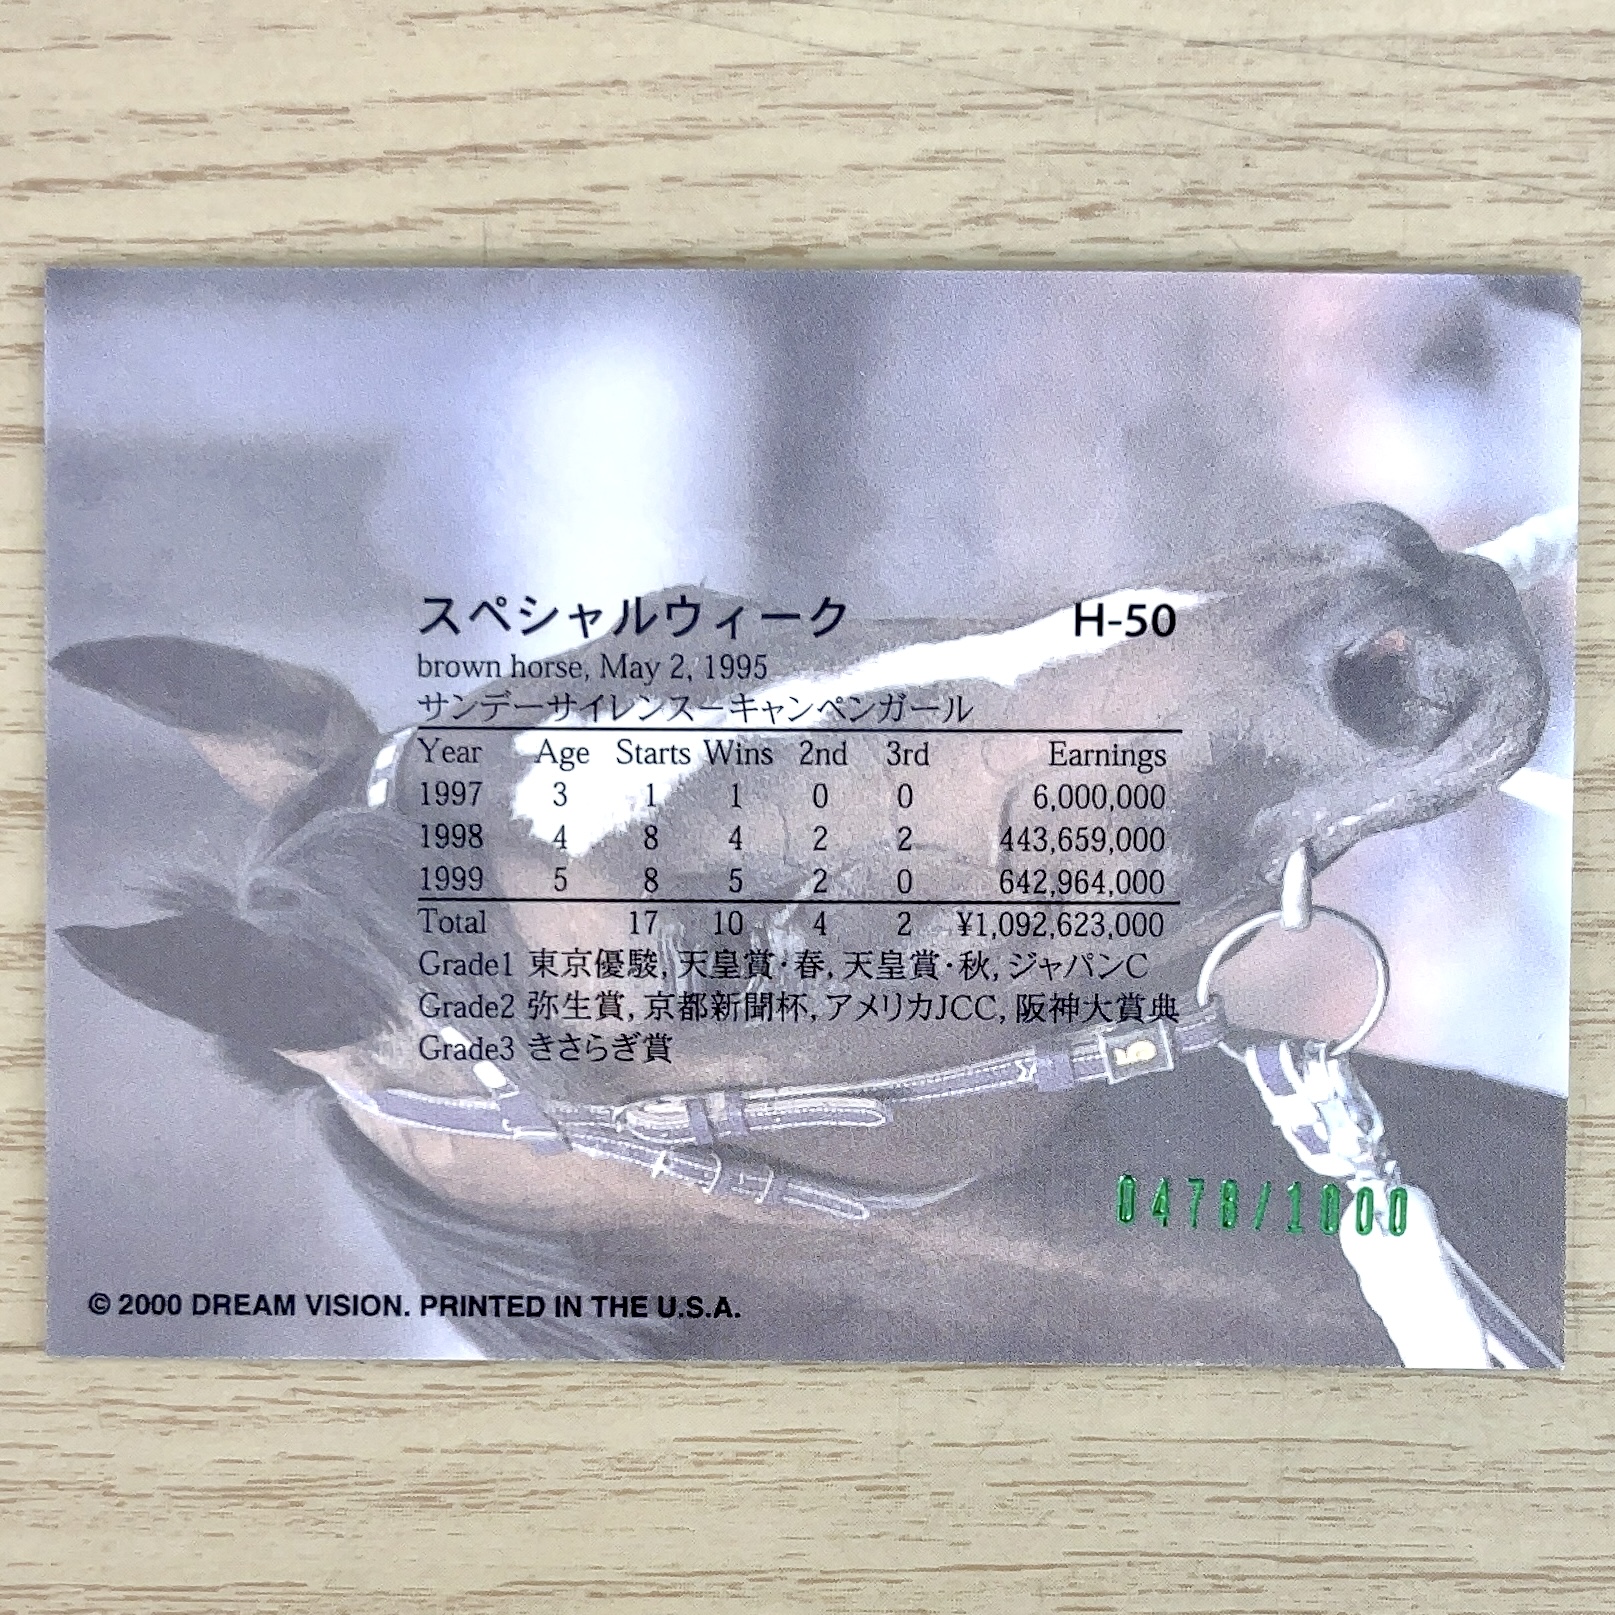 スペシャルウィーク H-50
brown horse, May 2, 1995
サンデーサイレンス－キャンペンガール
Year Age Starts Wins 2nd 3rd Earnings
1997 3 1 1 0 0 6,000,000
1998 4 8 4 2 2 443,659,000
1999 5 8 5 2 0 642,964,000
Total 17 10 4 2 ¥1,092,623,000
Grade1 東京優駿, 天皇賞・春, 天皇賞・秋, ジャパンC
Grade2 弥生賞, 京都新聞杯, アメリカJCC, 阪神大賞典
Grade3 きさらぎ賞
0478/1000
© 2000 DREAM VISION. PRINTED IN THE U.S.A.